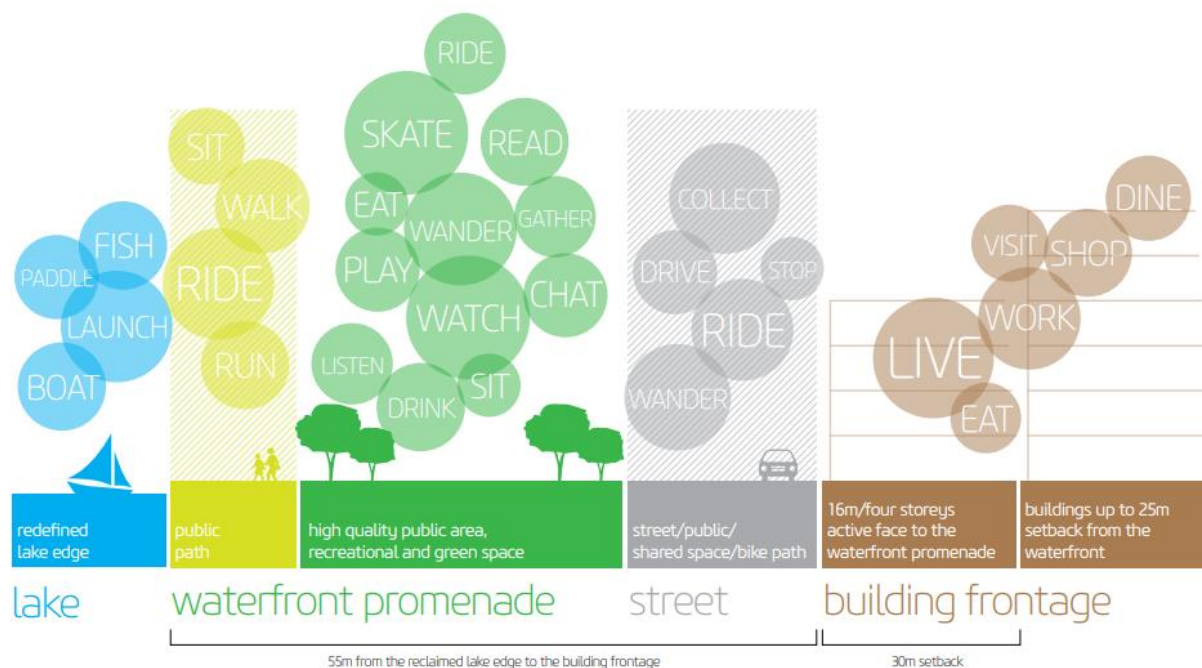 RIDE
SKATE
READ
EAT
WANDER
GATHER
PLAY
WATCH
CHAT
LISTEN
DRINK
SIT
SIT
WALK
RIDE
RUN
FISH
PADDLE
LAUNCH
BOAT
COLLECT
DRIVE
STOP
RIDE
WANDER
DINE
VISIT
SHOP
WORK
LIVE
EAT
redefined
lake edge
public
path
high quality public area,
recreational and green space
street/public/
shared space/bike path
16m/four storeys
active face to the
waterfront promenade
buildings up to 25m
setback from the
waterfront
lake
waterfront promenade
street
building frontage
55m from the reclaimed lake edge to the building frontage
30m setback